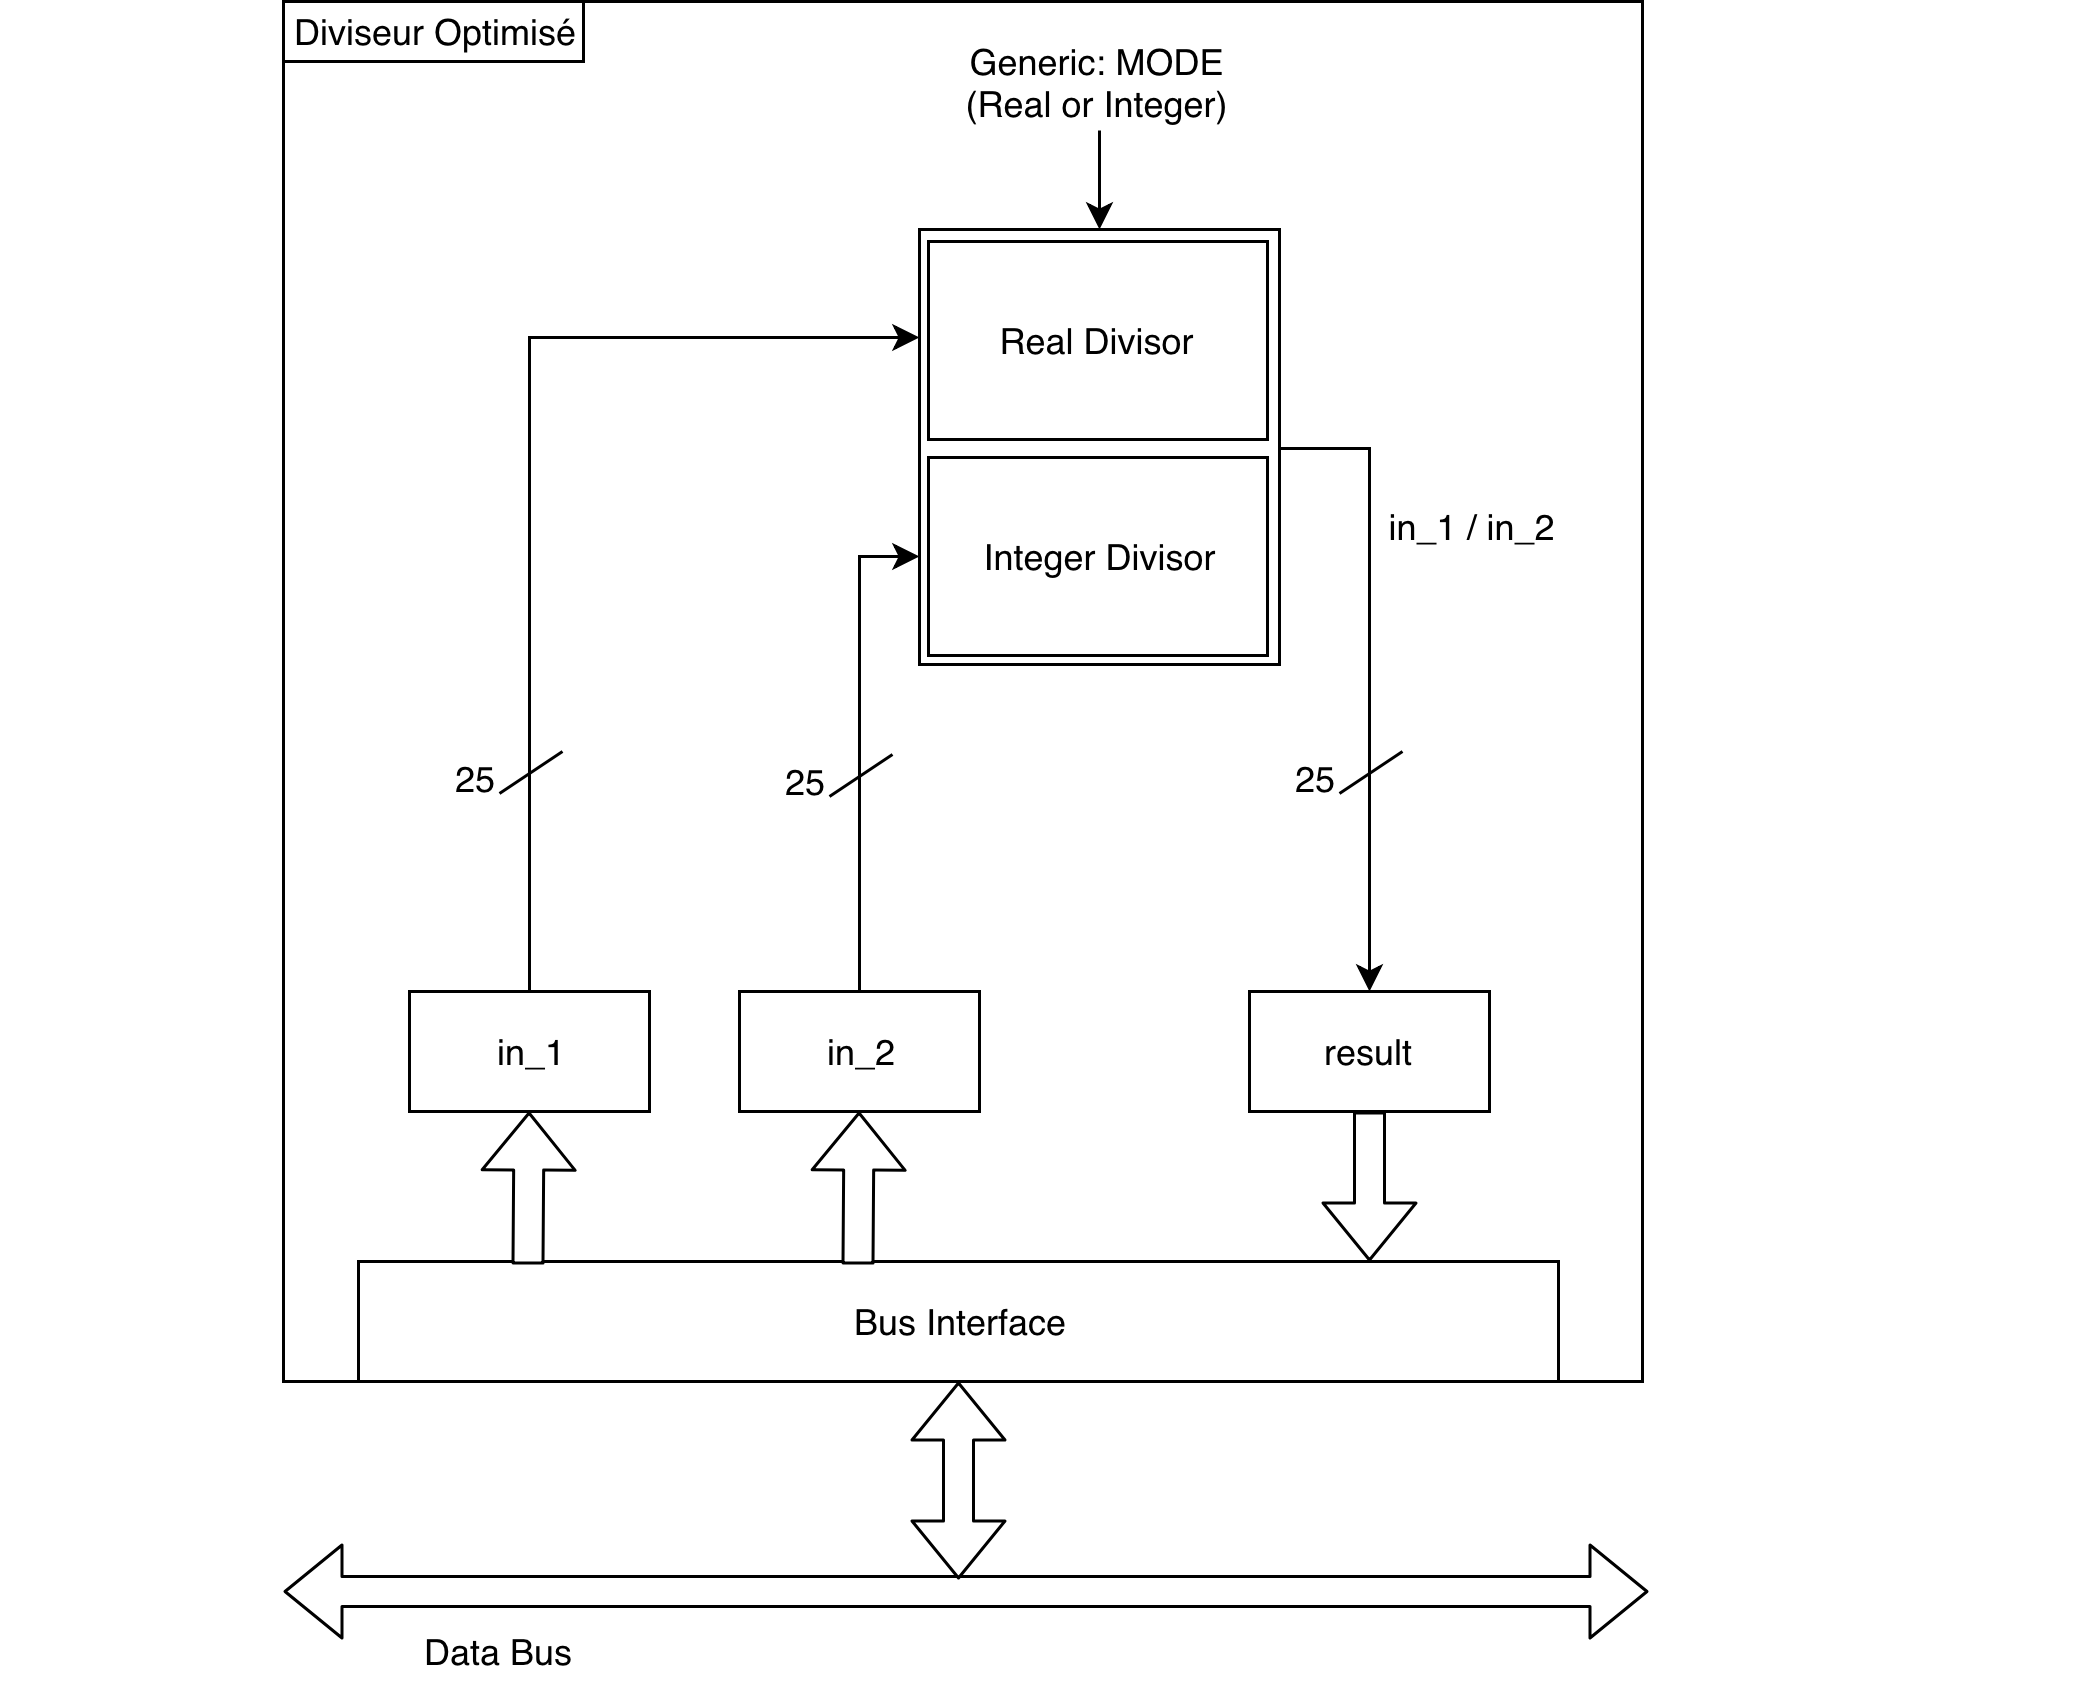 Diviseur Optimisé
Generic: MODE
(Real or Integer)
Real Divisor
in_1 / in_2
Integer Divisor
25
25
25
in_1
in_2
result
Bus Interface
Data Bus